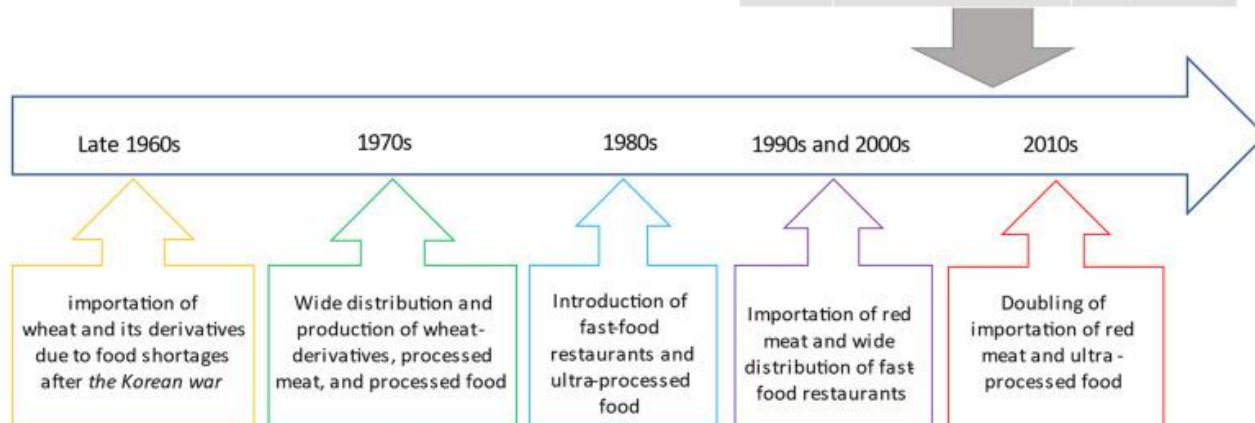 Late 1960s
1970s
1980s
1990s and 2000s
2010s
importation of
wheat and its derivatives
due to food shortages
after the Korean war
Wide distribution and
production of wheat-
derivatives, processed
meat, and processed food
Introduction of
fast-food
restaurants and
ultra-processed
food
Importation of red
meat and wide
distribution of fast-
food restaurants
Doubling of
importation of red
meat and ultra-
processed food